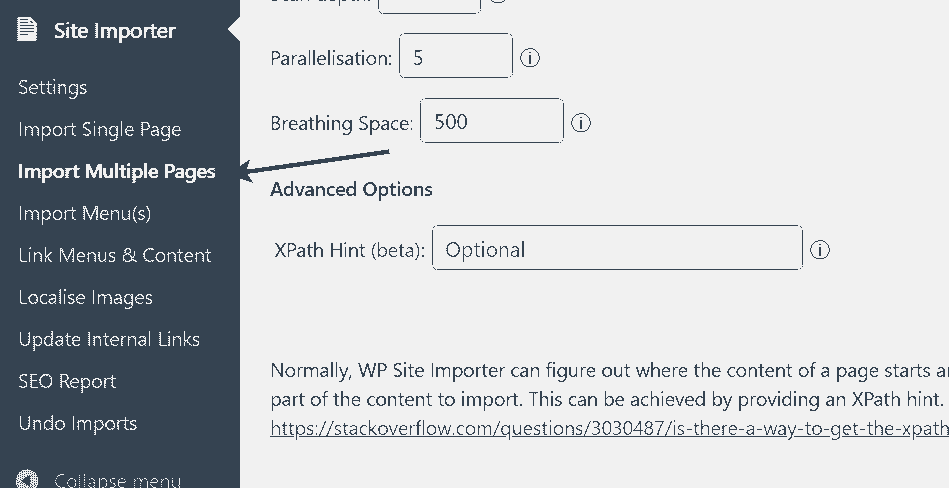 Site Importer
Settings
Import Single Page
Import Multiple Pages
Import Menu(s)
Link Menus & Content
Localise Images
Update Internal Links
SEO Report
Undo Imports
Collapse menu
Scan depth:
Parallelisation: 5
Breathing Space: 500
Advanced Options
XPath Hint (beta): Optional
Normally, WP Site Importer can figure out where the content of a page starts
part of the content to import. This can be achieved by providing an XPath hint.
https://stackoverflow.com/questions/3030487/is-there-a-way-to-get-the-xpath